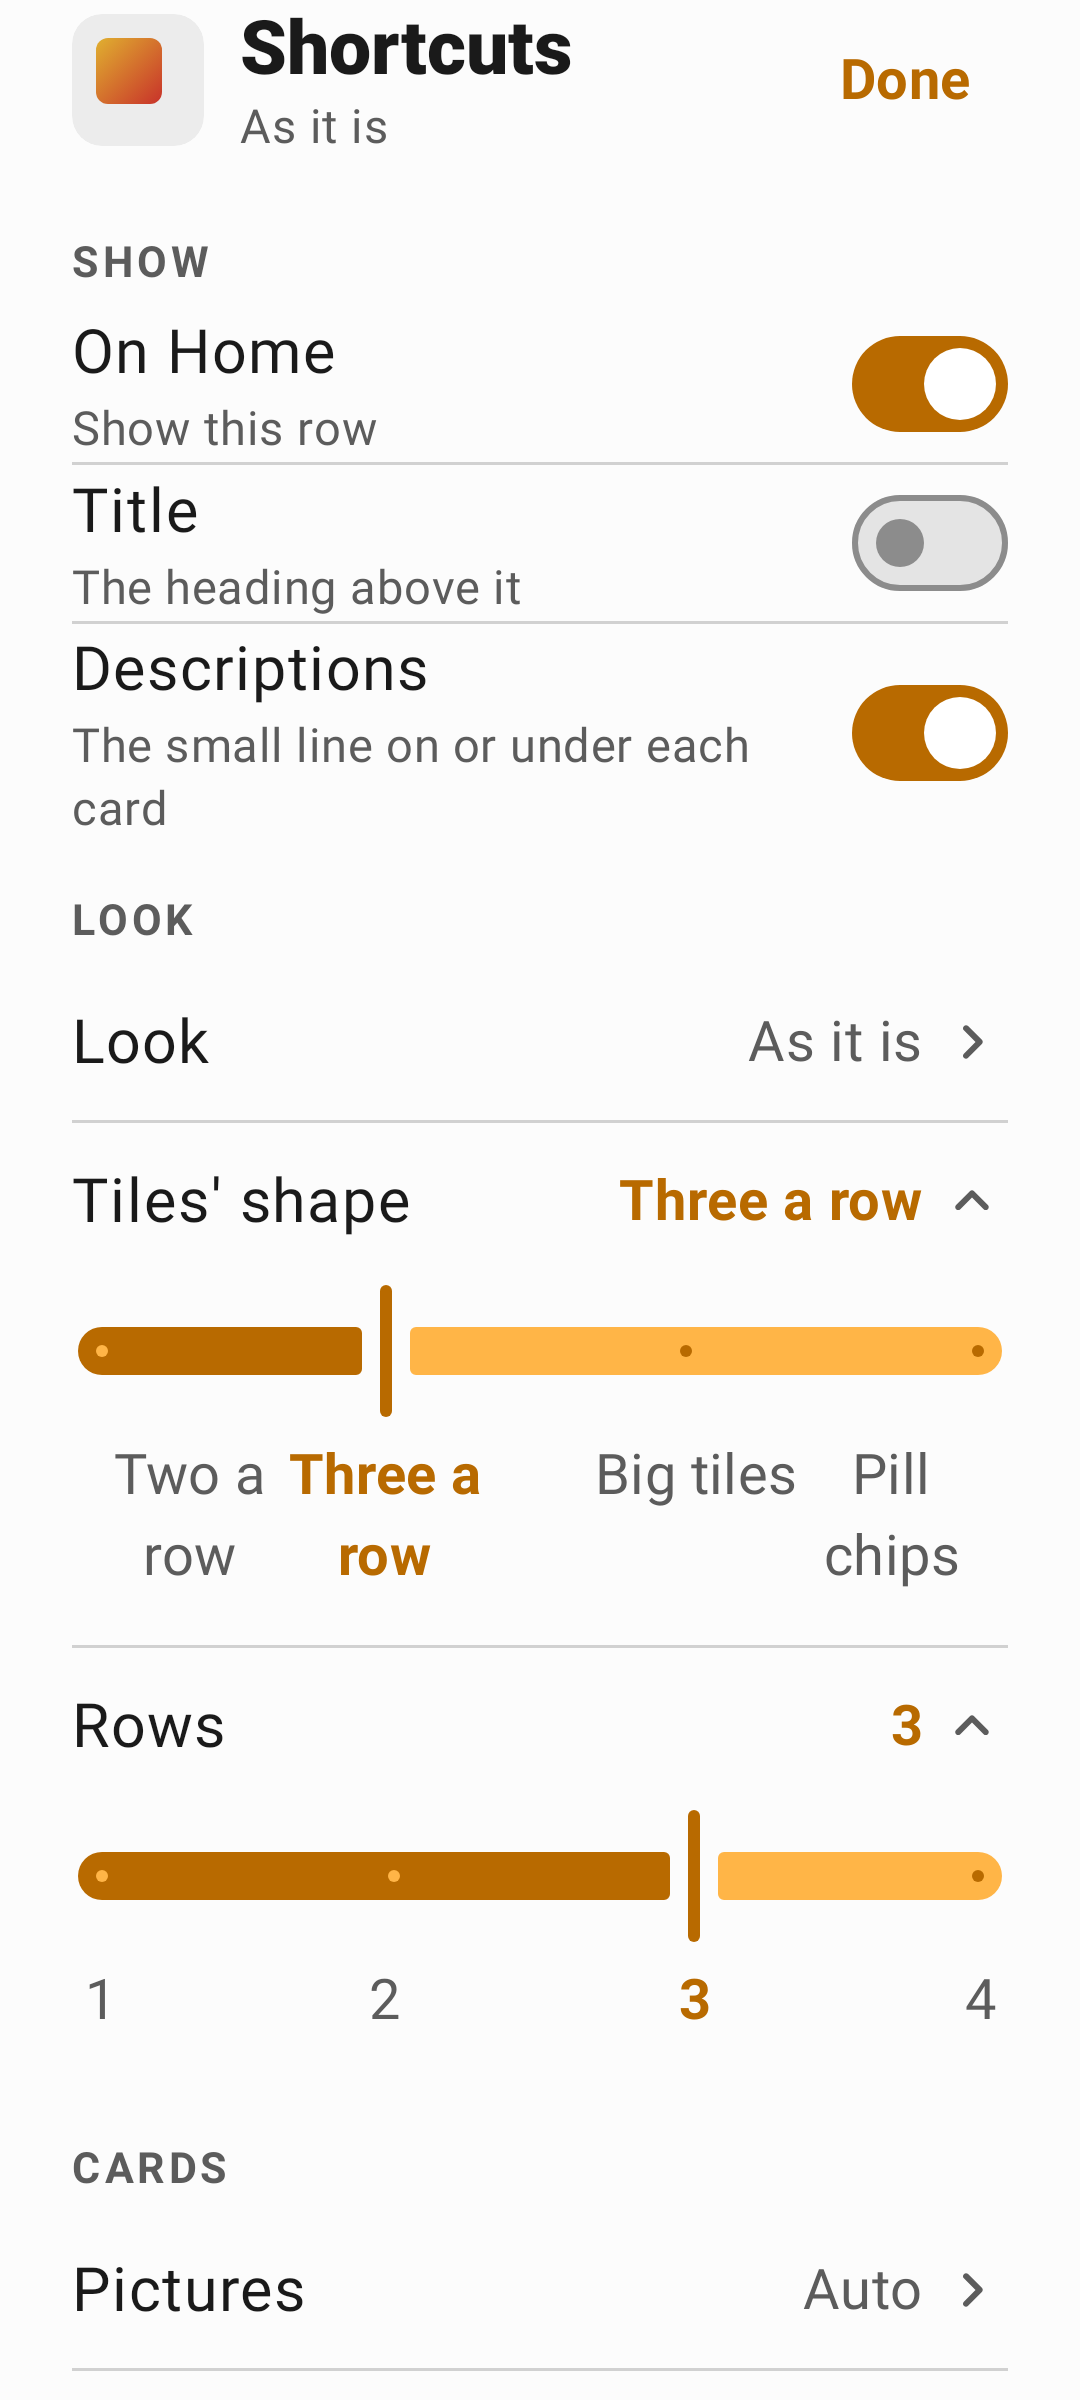 Shortcuts
As it is
Done
SHOW
On Home
Show this row
Title
The heading above it
Descriptions
The small line on or under each
card
LOOK
Look
As it is
Tiles' shape
Three a row
Two a
row
Three a
row
Big tiles
Pill
chips
Rows
3
1
2
3
4
CARDS
Pictures
Auto